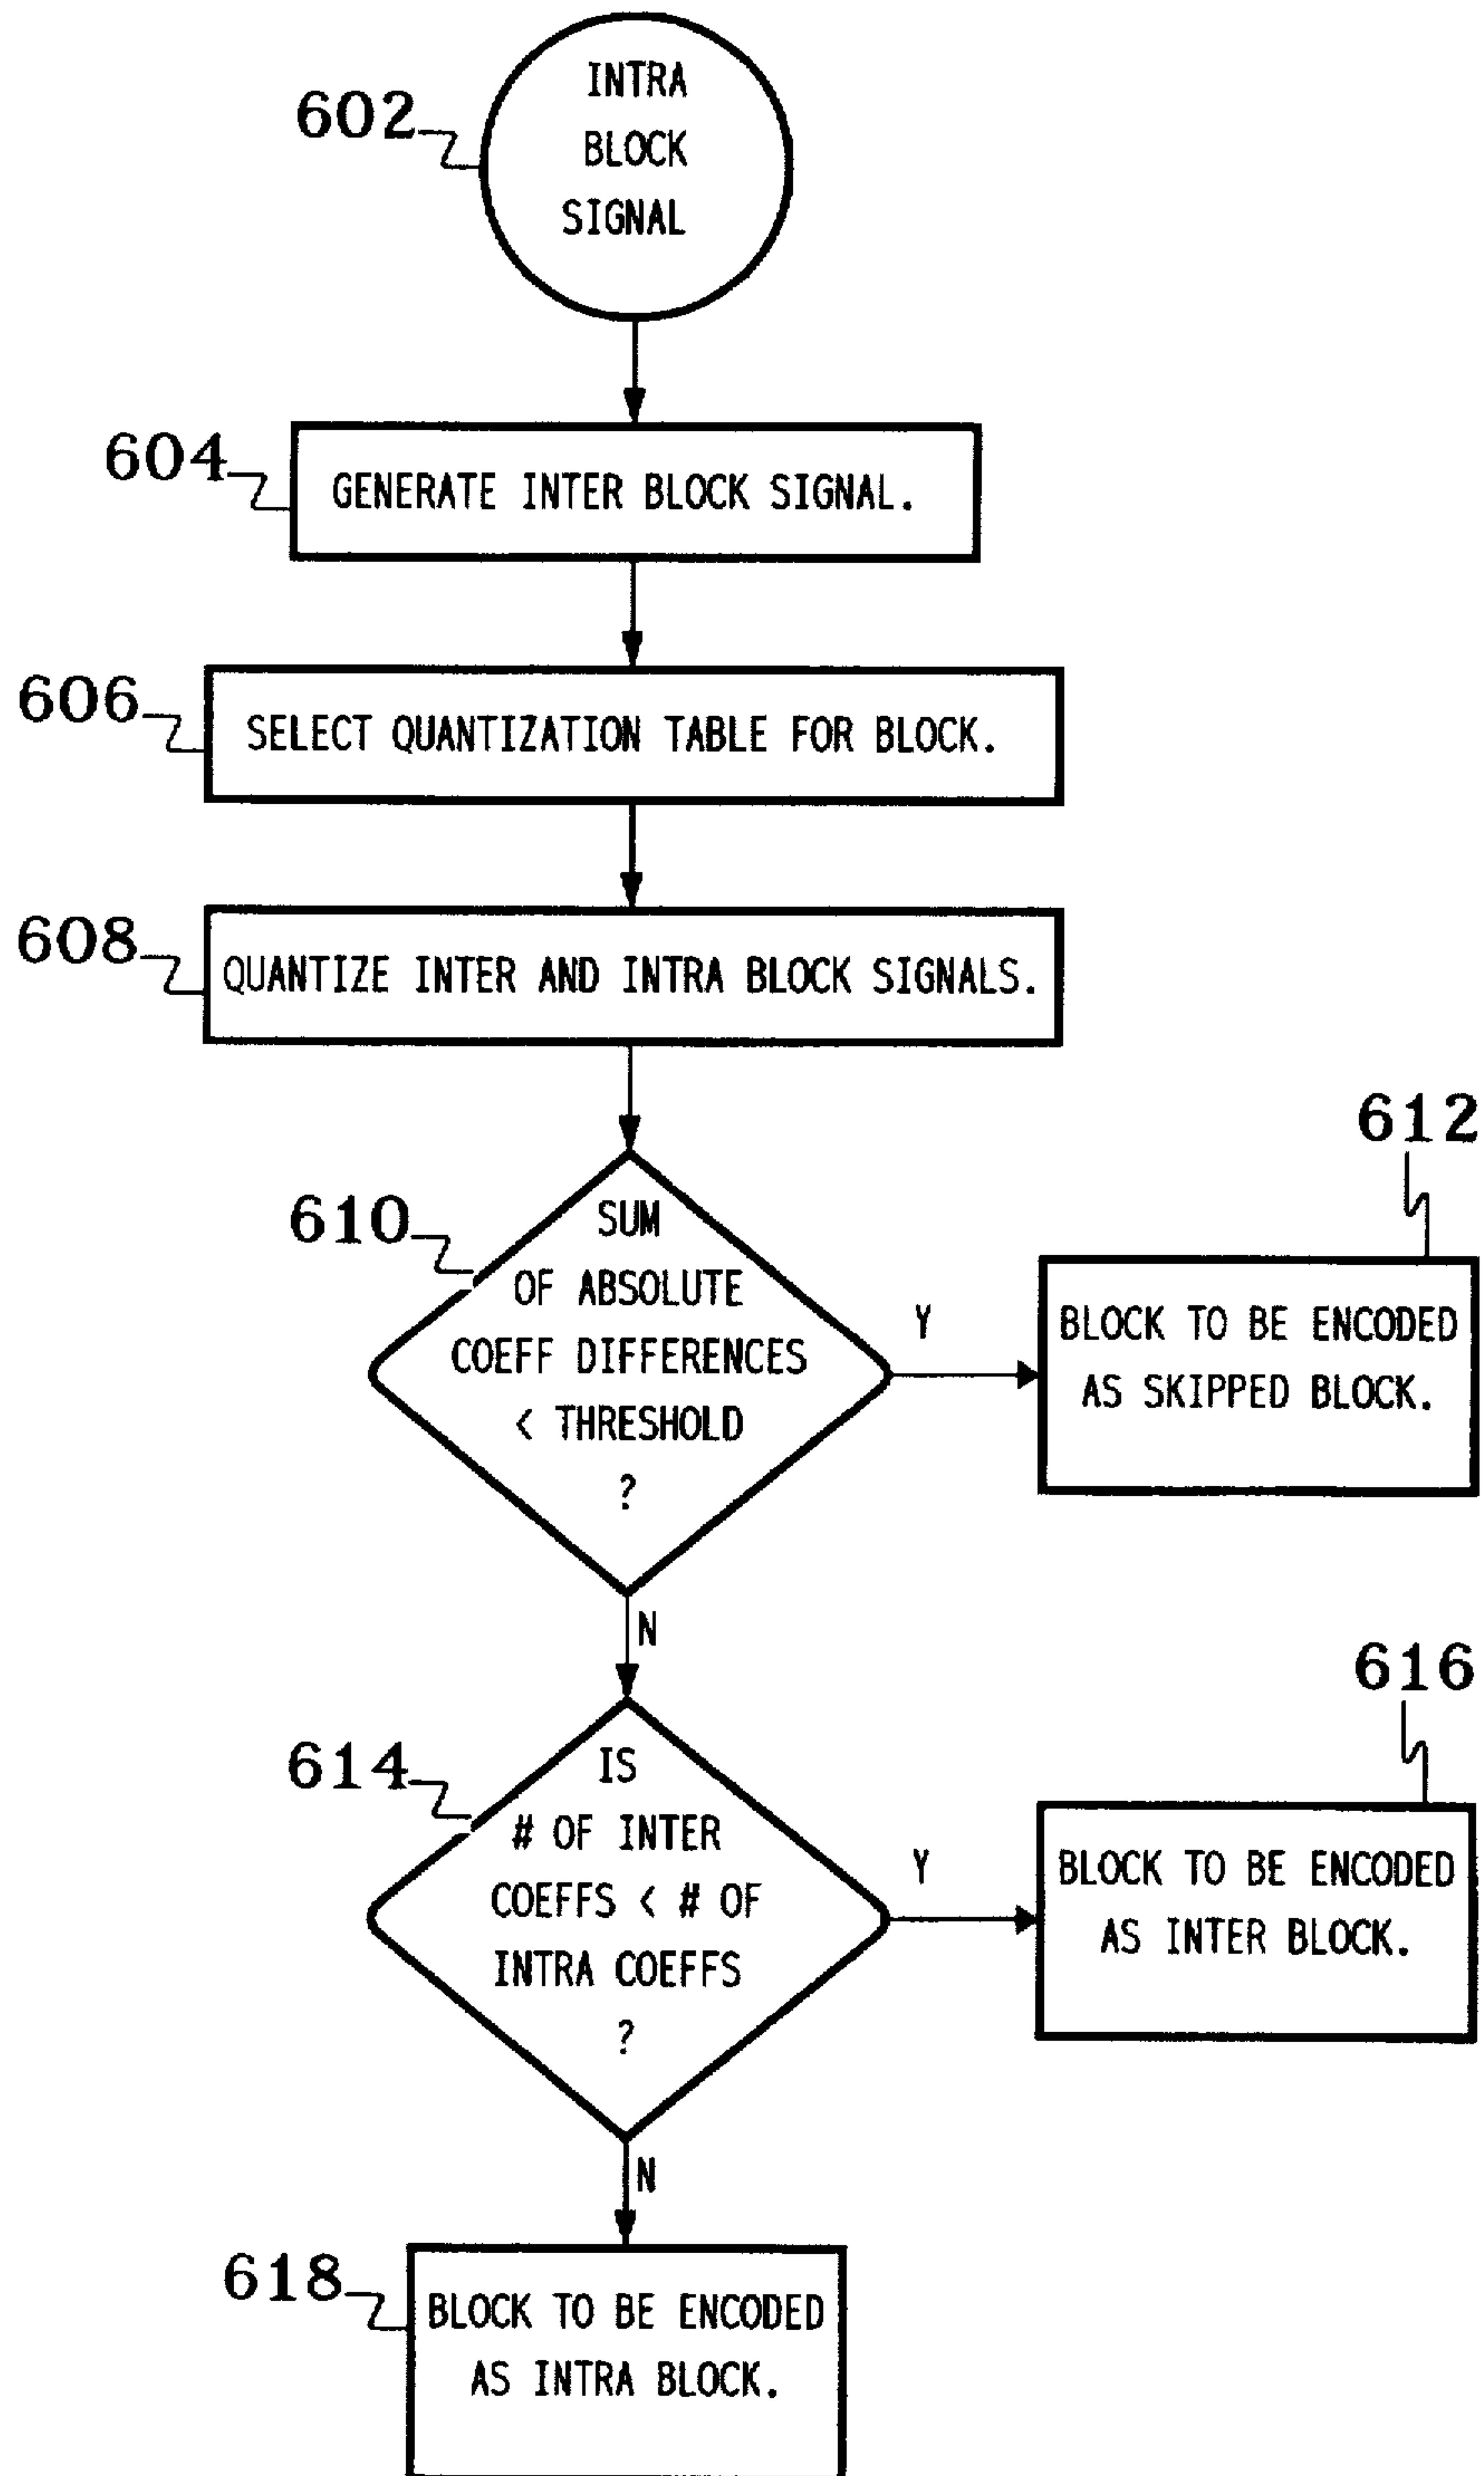 602
INTRA
BLOCK
SIGNAL
604
GENERATE INTER BLOCK SIGNAL.
606
SELECT QUANTIZATION TABLE FOR BLOCK.
608
QUANTIZE INTER AND INTRA BLOCK SIGNALS.
610
SUM
OF ABSOLUTE
COEFF DIFFERENCES
< THRESHOLD
?
Y
612
BLOCK TO BE ENCODED
AS SKIPPED BLOCK.
N
614
IS
# OF INTER
COEFFS < # OF
INTRA COEFFS
?
Y
616
BLOCK TO BE ENCODED
AS INTER BLOCK.
N
618
BLOCK TO BE ENCODED
AS INTRA BLOCK.